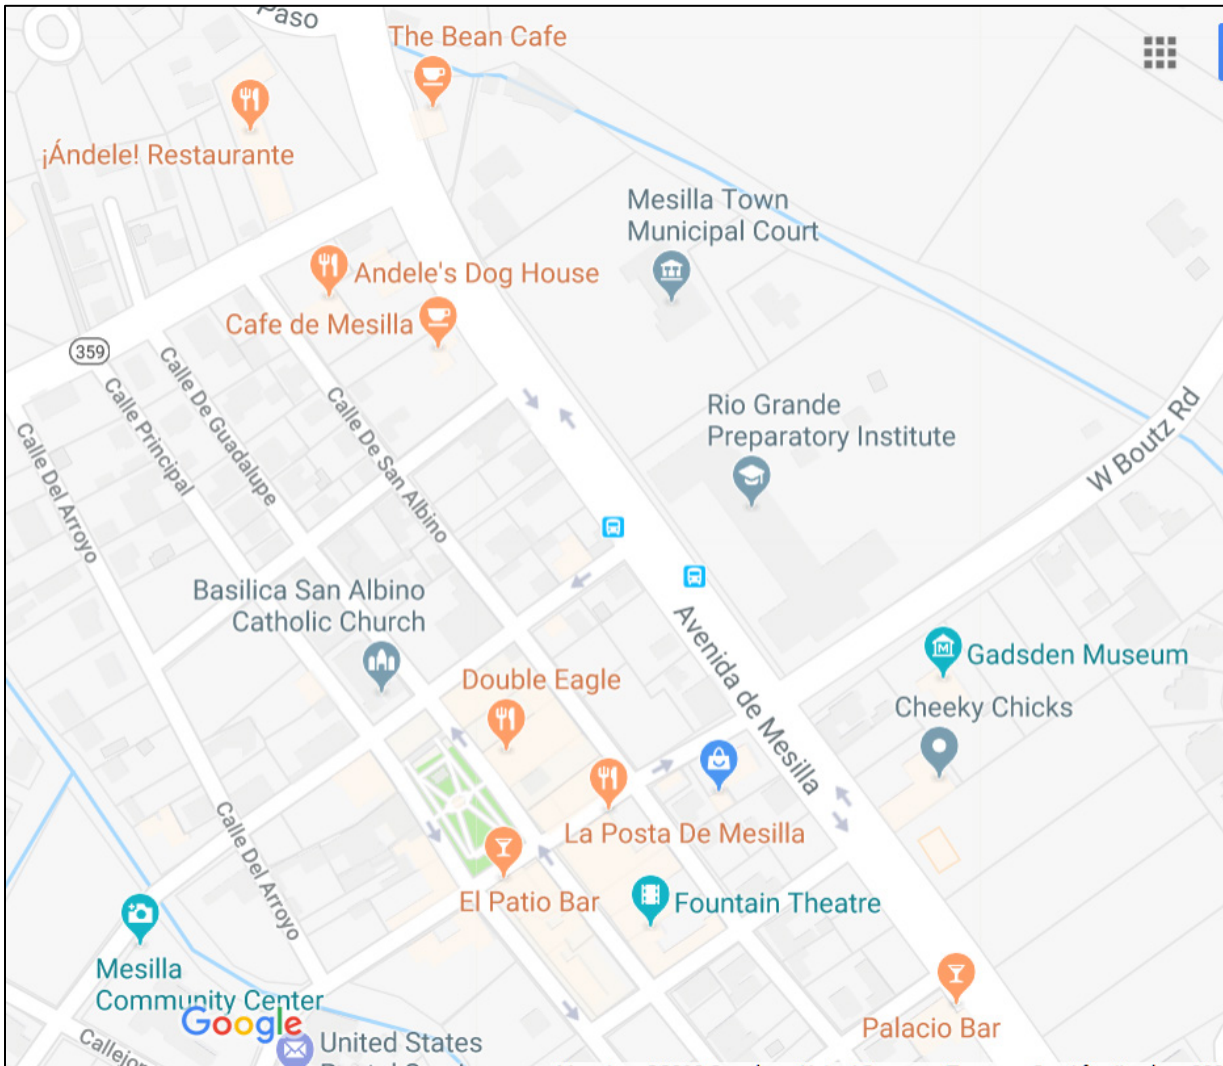 Paso
The Bean Cafe
¡Ándele! Restaurante
Mesilla Town
Municipal Court
Andele's Dog House
Cafe de Mesilla
359
Calle Del Arroyo
Calle Principal
Calle De Guadalupe
Calle De San Albino
Rio Grande
Preparatory Institute
W Boutz Rd
Basilica San Albino
Catholic Church
Avenida de Mesilla
Gadsden Museum
Double Eagle
Cheeky Chicks
La Posta De Mesilla
Calle Del Arroyo
El Patio Bar
Fountain Theatre
Mesilla
Community Center
Google
Palacio Bar
United States